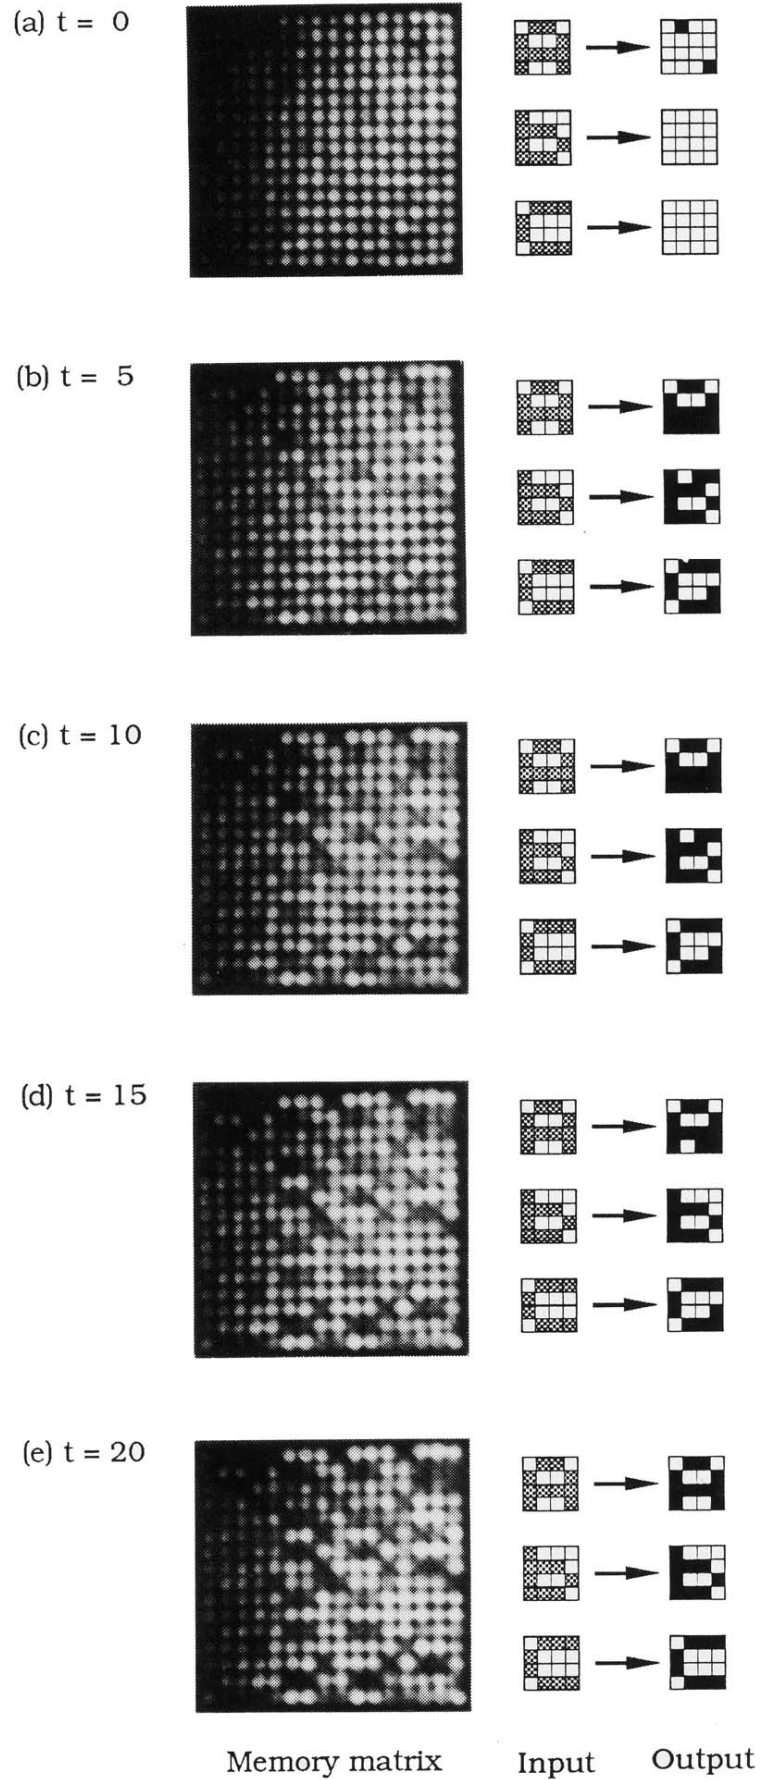 (a) t = 0
(b) t = 5
(c) t = 10
(d) t = 15
(e) t = 20
Memory matrix Input Output